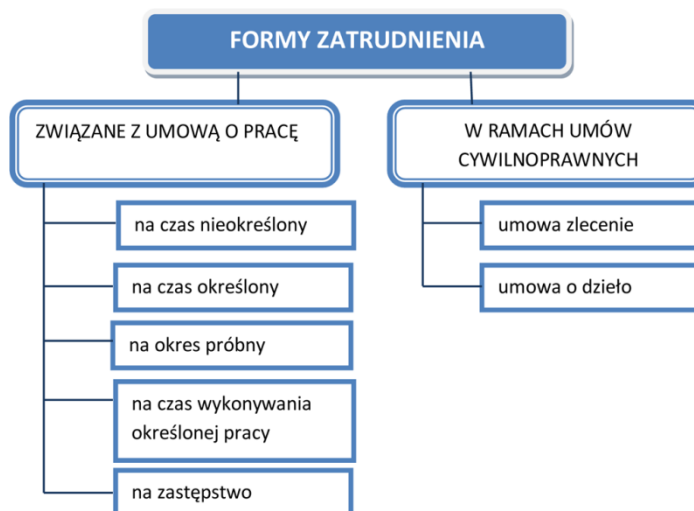 FORMY ZATRUDNIENIA
ZWIĄZANE Z UMOWĄ O PRACĘ
na czas nieokreślony
na czas określony
na okres próbny
na czas wykonywania
określonej pracy
na zastępstwo
W RAMACH UMÓW
CYWILNOPRAWNYCH
umowa zlecenie
umowa o dzieło